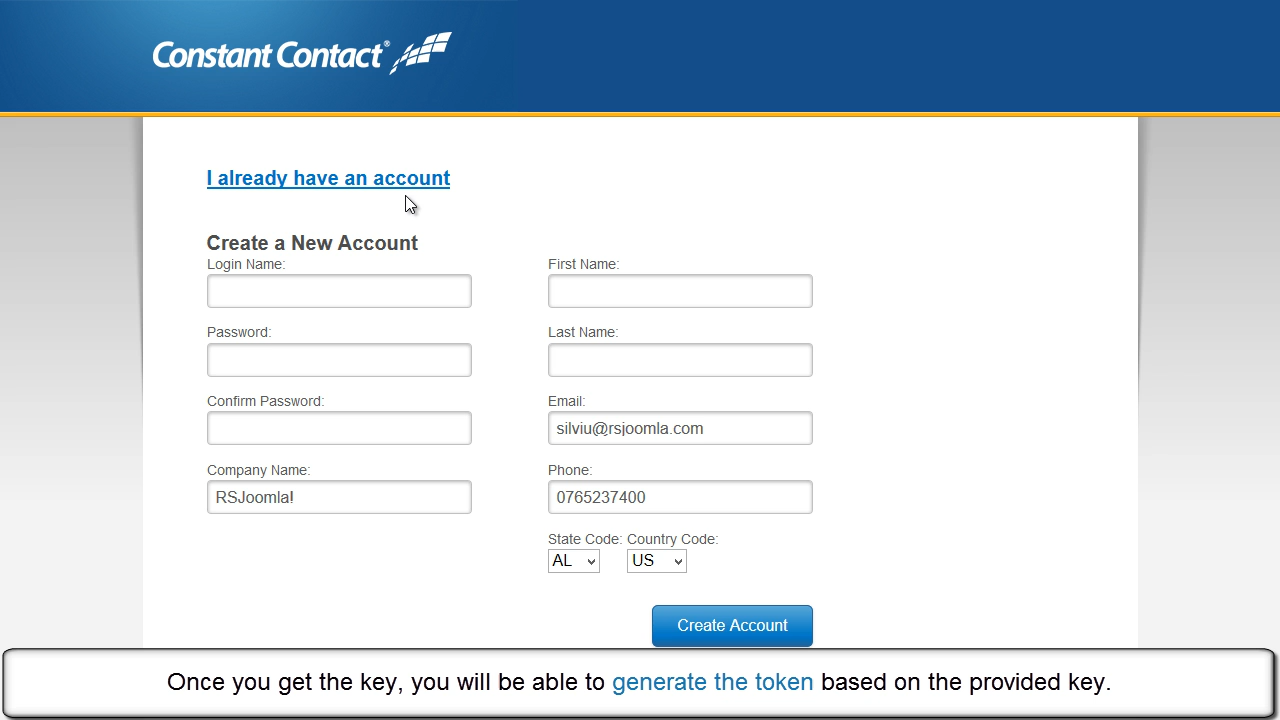 Constant Contact®
I already have an account
Create a New Account
Login Name: First Name:
Password: Last Name:
Confirm Password: Email:
silviu@rsjoomla.com
Company Name: Phone:
RSJoomla! 0765237400
State Code: Country Code:
AL US
Create Account
Once you get the key, you will be able to generate the token based on the provided key.